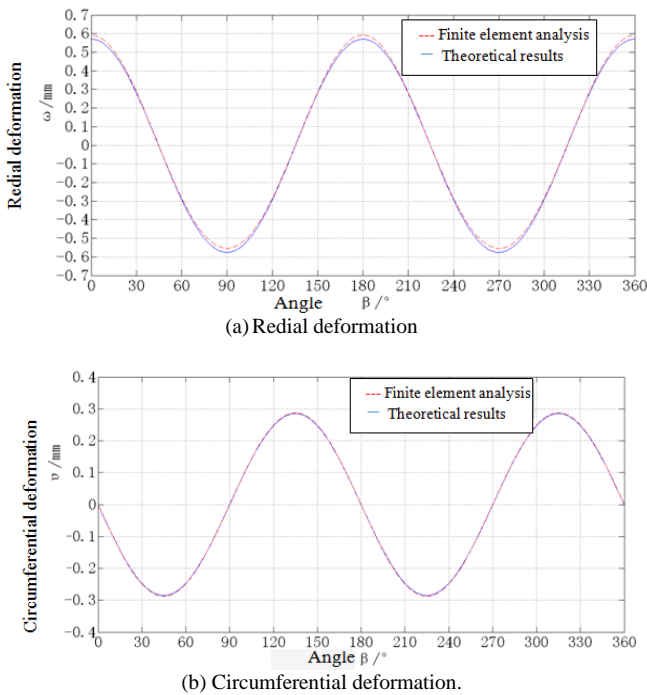 0.7
0.6
0.5
0.4
0.3
0.2
0.1
0
-0.1
-0.2
-0.3
-0.4
-0.5
-0.6
-0.7
Redial deformation
ω /mm
Finite element analysis
Theoretical results
0 30 60 90 120 150 180 210 240 270 300 330 360
Angle β /°
(a) Redial deformation
0.4
0.3
0.2
0.1
0
-0.1
-0.2
-0.3
-0.4
Circumferential deformation
υ /mm
Finite element analysis
Theoretical results
0 30 60 90 120 150 180 210 240 270 300 330 360
Angle β /°
(b) Circumferential deformation.